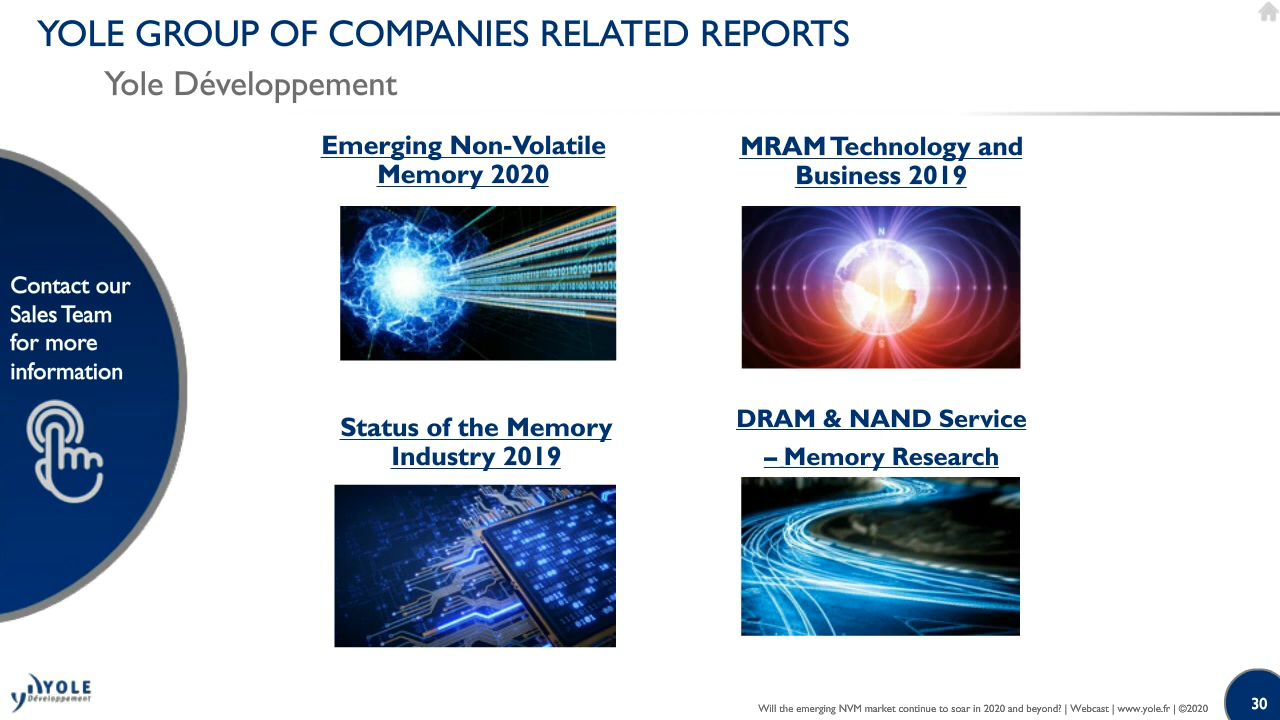 YOLE GROUP OF COMPANIES RELATED REPORTS
Yole Développement
Emerging Non-Volatile
Memory 2020
MRAM Technology and
Business 2019
N
S
Contact our
Sales Team
for more
information
Status of the Memory
Industry 2019
DRAM & NAND Service
– Memory Research
YOLE
Développement
Will the emerging NVM market continue to soar in 2020 and beyond? | Webcast | www.yole.fr | ©2020
30